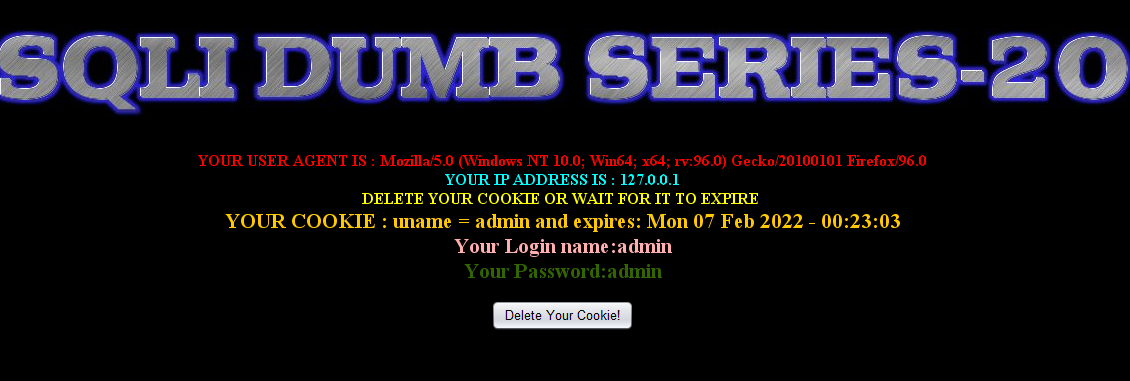 SQLI DUMB SERIES-20
YOUR USER AGENT IS : Mozilla/5.0 (Windows NT 10.0; Win64; x64; rv:96.0) Gecko/20100101 Firefox/96.0
YOUR IP ADDRESS IS : 127.0.0.1
DELETE YOUR COOKIE OR WAIT FOR IT TO EXPIRE
YOUR COOKIE : uname = admin and expires: Mon 07 Feb 2022 - 00:23:03
Your Login name:admin
Your Password:admin
Delete Your Cookie!